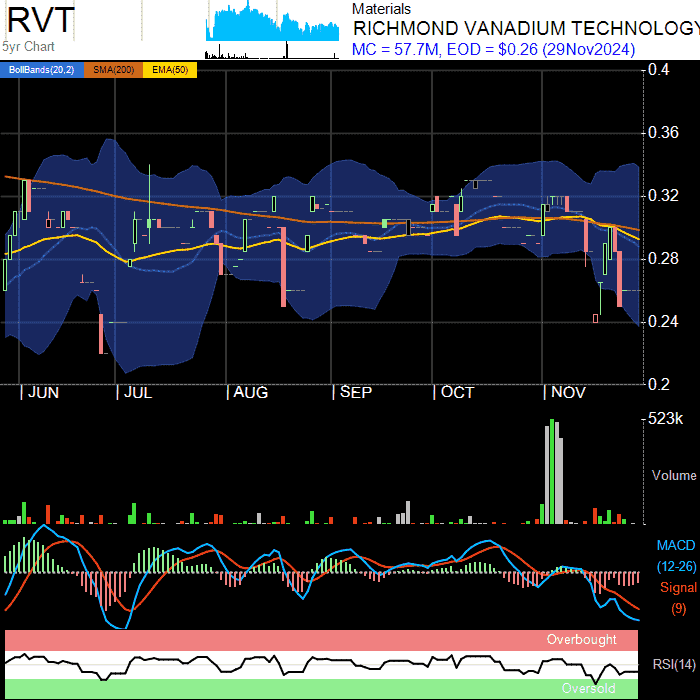 RVT
5yr Chart
Materials
RICHMOND VANADIUM TECHNOLOGY
MC = 57.7M, EOD = $0.26 (29Nov2024)
BollBands(20,2) SMA(200) EMA(50)
0.4
0.36
0.32
0.28
0.24
0.2
JUN JUL AUG SEP OCT NOV
523k
Volume
MACD
(12-26)
Signal
(9)
Overbought
RSI(14)
Oversold